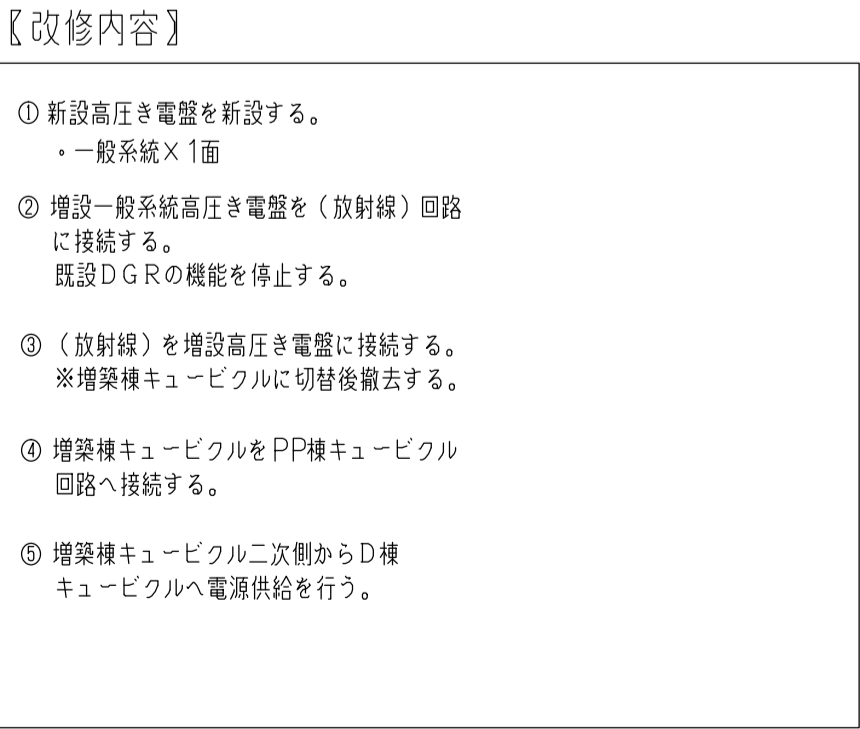 〖改修内容〗
① 新設高圧き電盤を新設する。
・一般系統×1面
② 増設一般系統高圧き電盤を（放射線）回路
に接続する。
既設DGRの機能を停止する。
③ （放射線）を増設高圧き電盤に接続する。
※増築棟キュービクルに切替後撤去する。
④ 増築棟キュービクルをPP棟キュービクル
回路へ接続する。
⑤ 増築棟キュービクル二次側からD棟
キュービクルへ電源供給を行う。